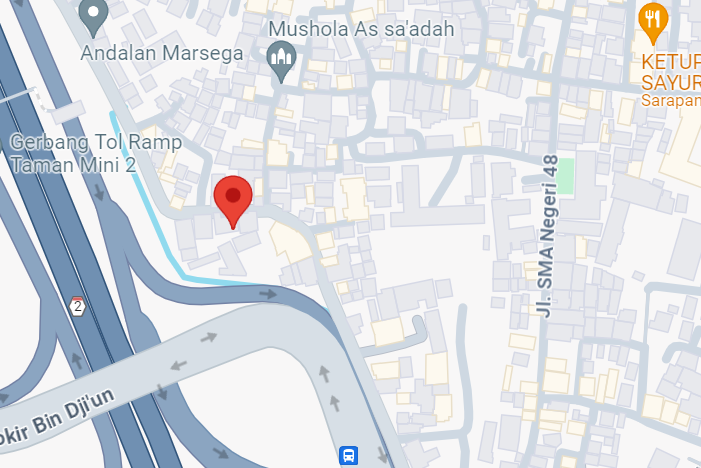 Mushola As sa'adah
Andalan Marsega
KETUP
SAYUR
Sarapan
Gerbang Tol Ramp
Taman Mini 2
Jl. SMA Negeri 48
2
okir Bin Dji'un